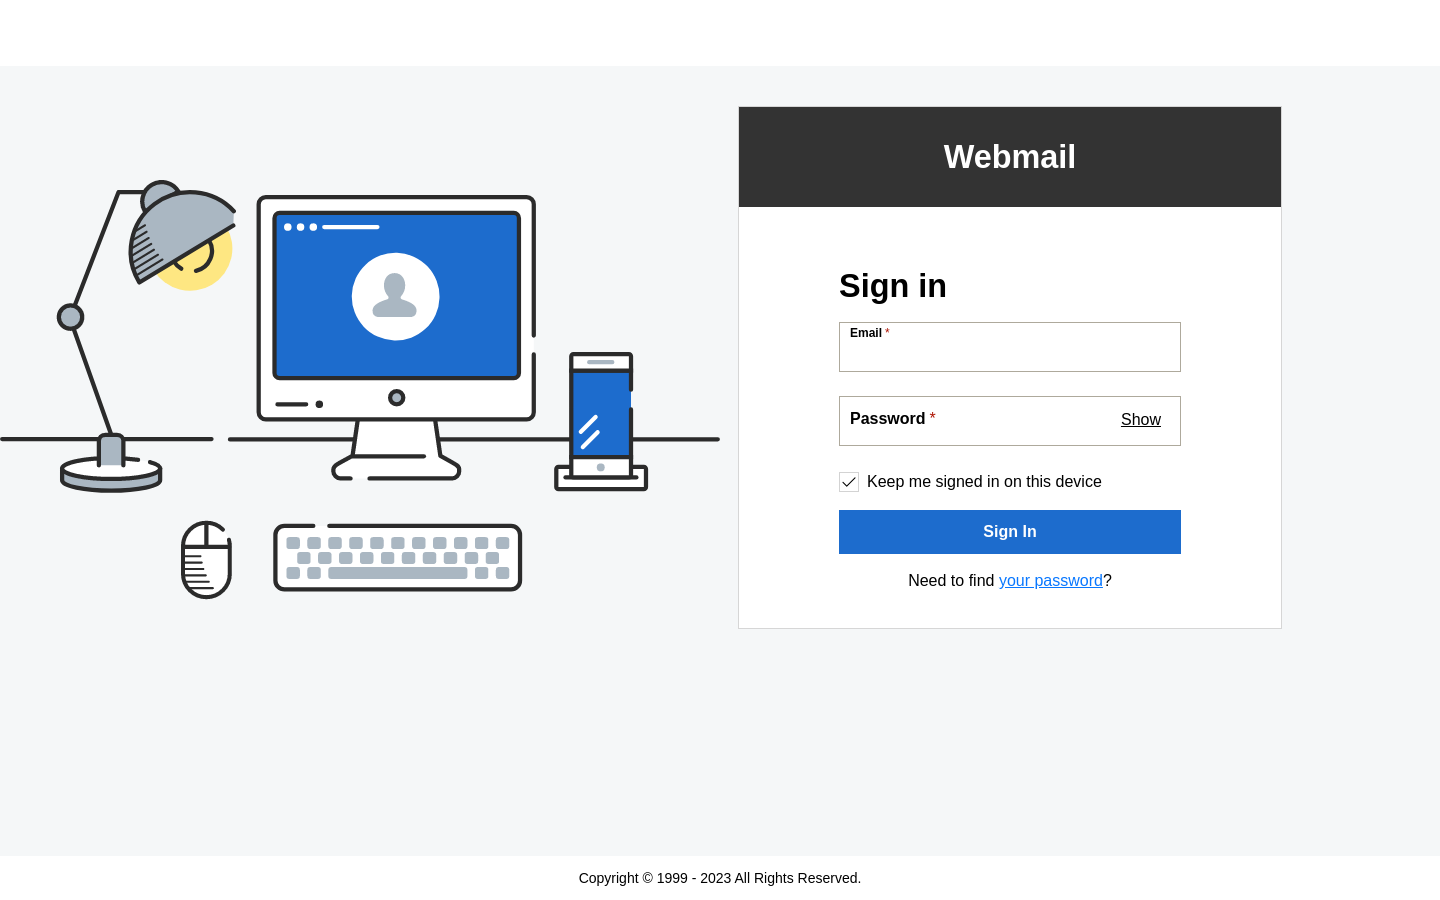 Webmail
Sign in
Email *
Password *
Show
Keep me signed in on this device
Sign In
Need to find your password?
Copyright © 1999 - 2023 All Rights Reserved.